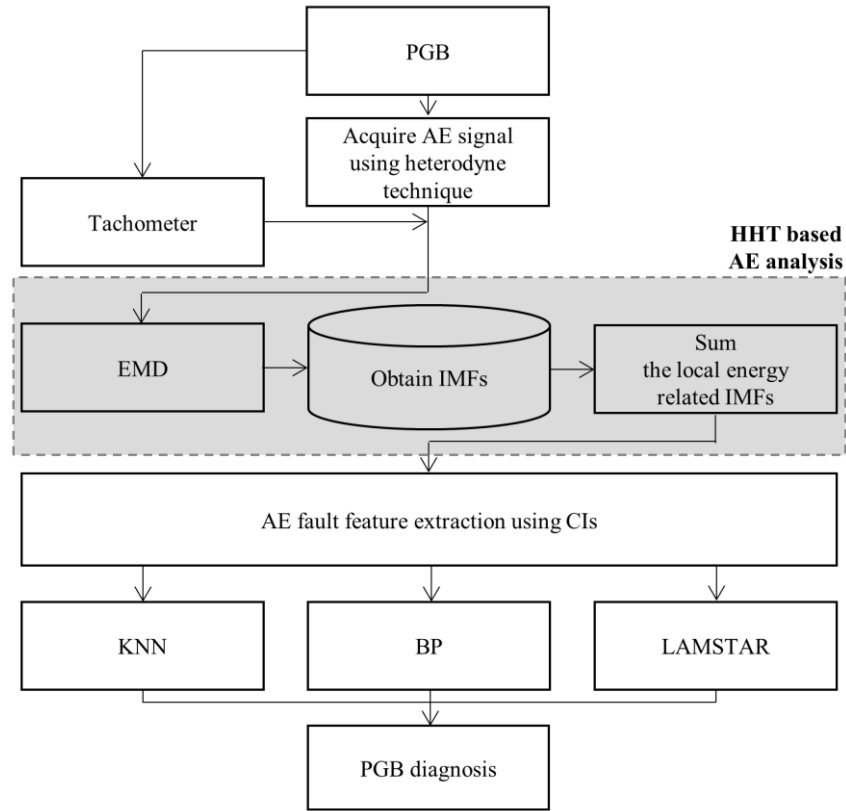 PGB
Acquire AE signal
using heterodyne
technique
Tachometer
HHT based
AE analysis
EMD
Obtain IMFs
Sum
the local energy
related IMFs
AE fault feature extraction using CIs
KNN
BP
LAMSTAR
PGB diagnosis